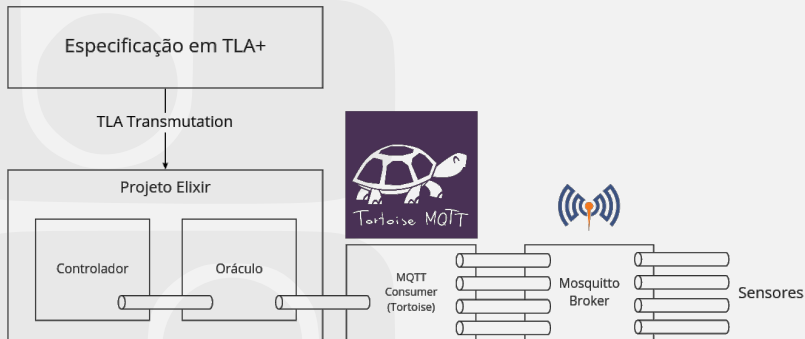 Especificação em TLA+
TLA Transmutation
Projeto Elixir
Tortoise MQTT
Controlador
Oráculo
MQTT
Consumer
(Tortoise)
Mosquitto
Broker
Sensores